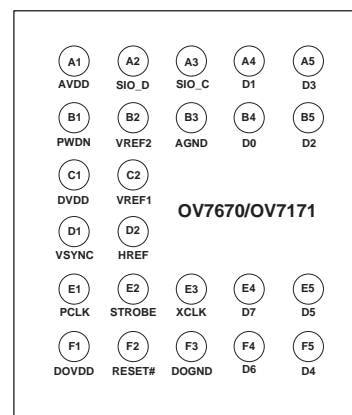 A1 A2 A3 A4 A5
AVDD SIO_D SIO_C D1 D3
B1 B2 B3 B4 B5
PWDN VREF2 AGND D0 D2
C1 C2
DVDD VREF1
OV7670/OV7171
D1 D2
VSYNC HREF
E1 E2 E3 E4 E5
PCLK STROBE XCLK D7 D5
F1 F2 F3 F4 F5
DOVDD RESET# DOGND D6 D4